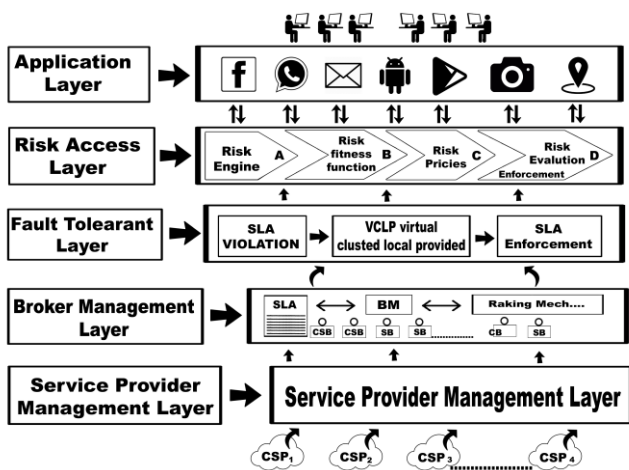 Application
Layer
f
Risk Access
Layer
Risk
Engine
A
Risk
fitness
function
B
Risk
Pricies
C
Risk
Evalution
Enforcement
D
Fault Tolearant
Layer
SLA
VIOLATION
VCLP virtual
clusted local provided
SLA
Enforcement
Broker Management
Layer
SLA
BM
Raking Mech....
CSB
CSB
SB
SB
CB
SB
Service Provider
Management Layer
Service Provider Management Layer
CSP1
CSP2
CSP3
CSP4